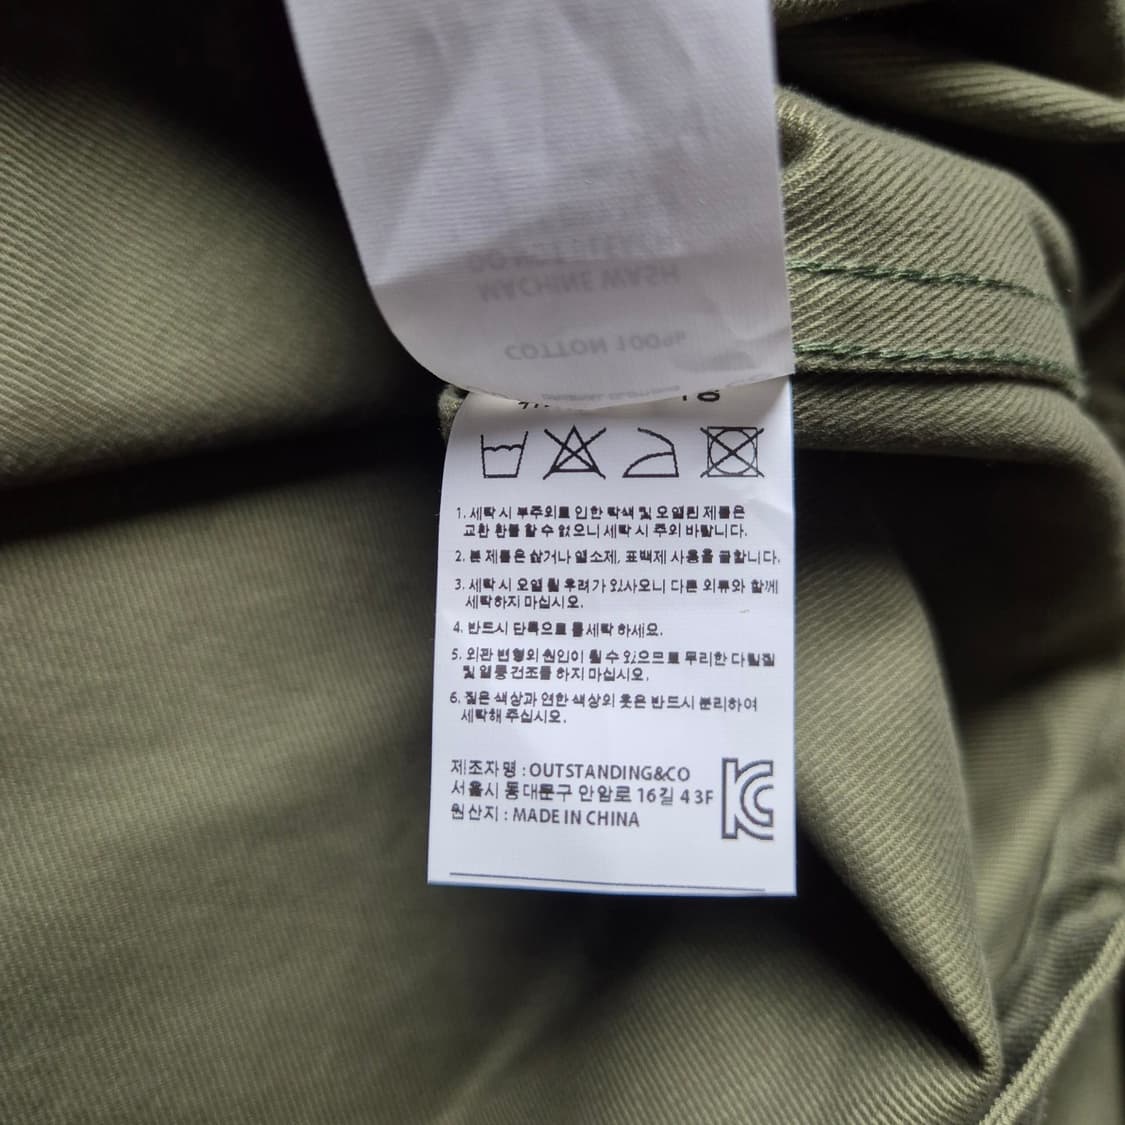 COTTON 100%
MACHINE WASH
1. 세탁 시 부주의로 인한 탁색 및 오염된 제품은
교환 환불 할 수 없으니 세탁 시 주의 바랍니다.
2. 본 제품은 삶거나 염소제, 표백제 사용을 금합니다.
3. 세탁 시 오염 될 우려가 있사오니 다른 의류와 함께
세탁하지 마십시오.
4. 반드시 단독으로 물세탁 하세요.
5. 외관 변형의 원인이 될 수 있으므로 무리한 다림질
및 열풍 건조를 하지 마십시오.
6. 짙은 색상과 연한 색상의 옷은 반드시 분리하여
세탁해 주십시오.
제조자명 : OUTSTANDING&CO
서울시 동대문구 안암로 16길 4 3F
원산지 : MADE IN CHINA